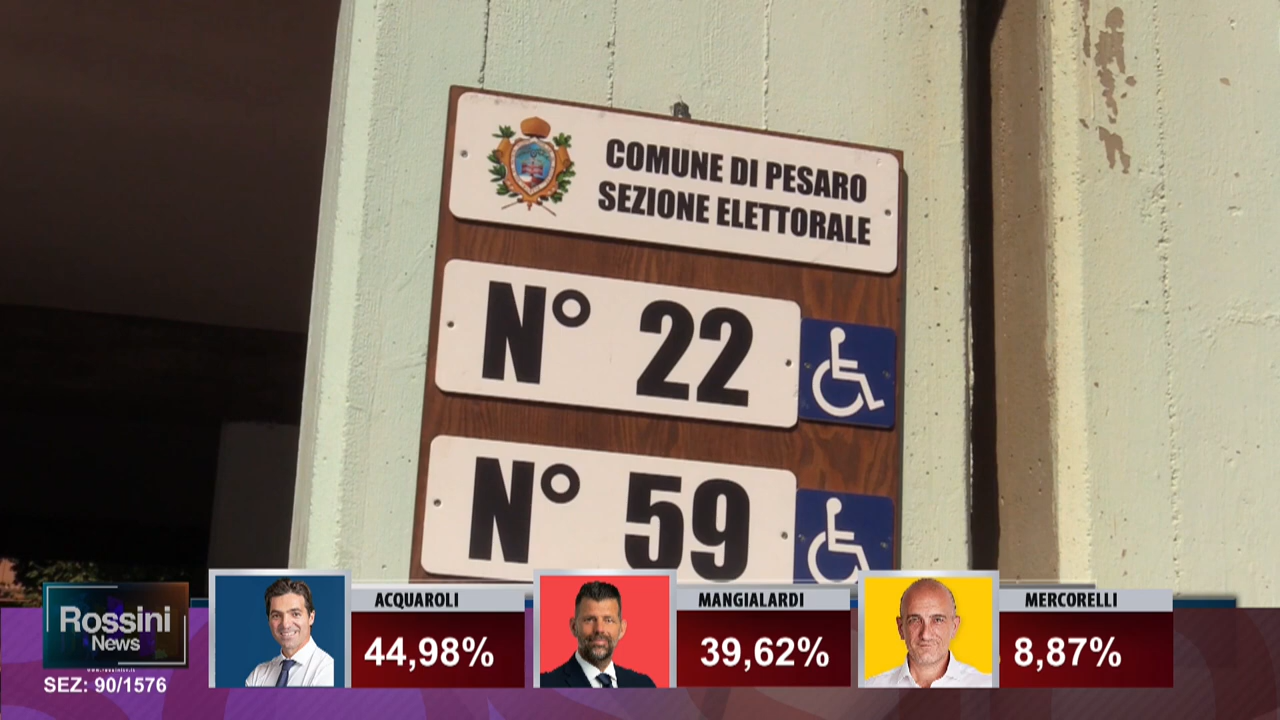 COMUNE DI PESARO
SEZIONE ELETTORALE
N° 22
N° 59
Rossini
News
SEZ: 90/1576
ACQUAROLI
44,98%
MANGIALARDI
39,62%
MERCORELLI
8,87%